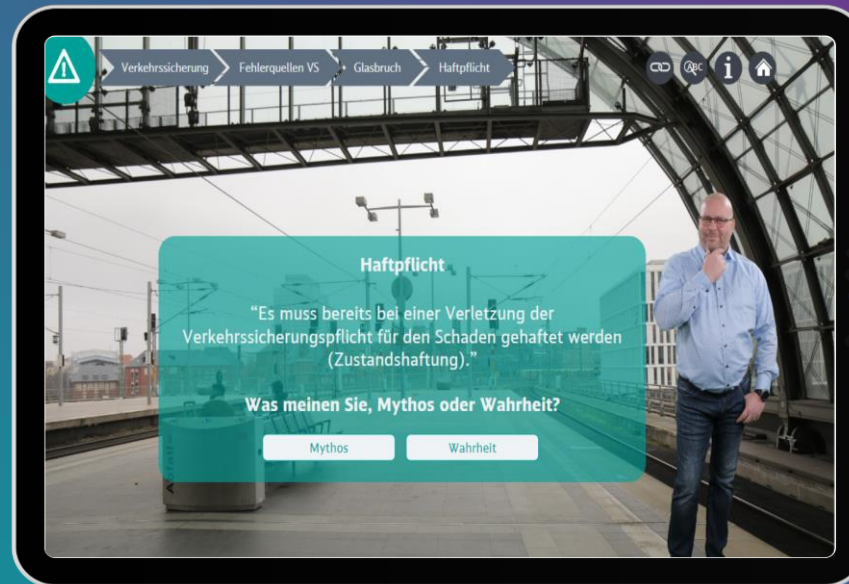 Verkehrssicherung
Fehlerquellen VS
Glasbruch
Haftpflicht
ABC
i
Haftpflicht
“Es muss bereits bei einer Verletzung der
Verkehrssicherungspflicht für den Schaden gehaftet werden
(Zustandshaftung).”
Was meinen Sie, Mythos oder Wahrheit?
Mythos
Wahrheit
Abfall